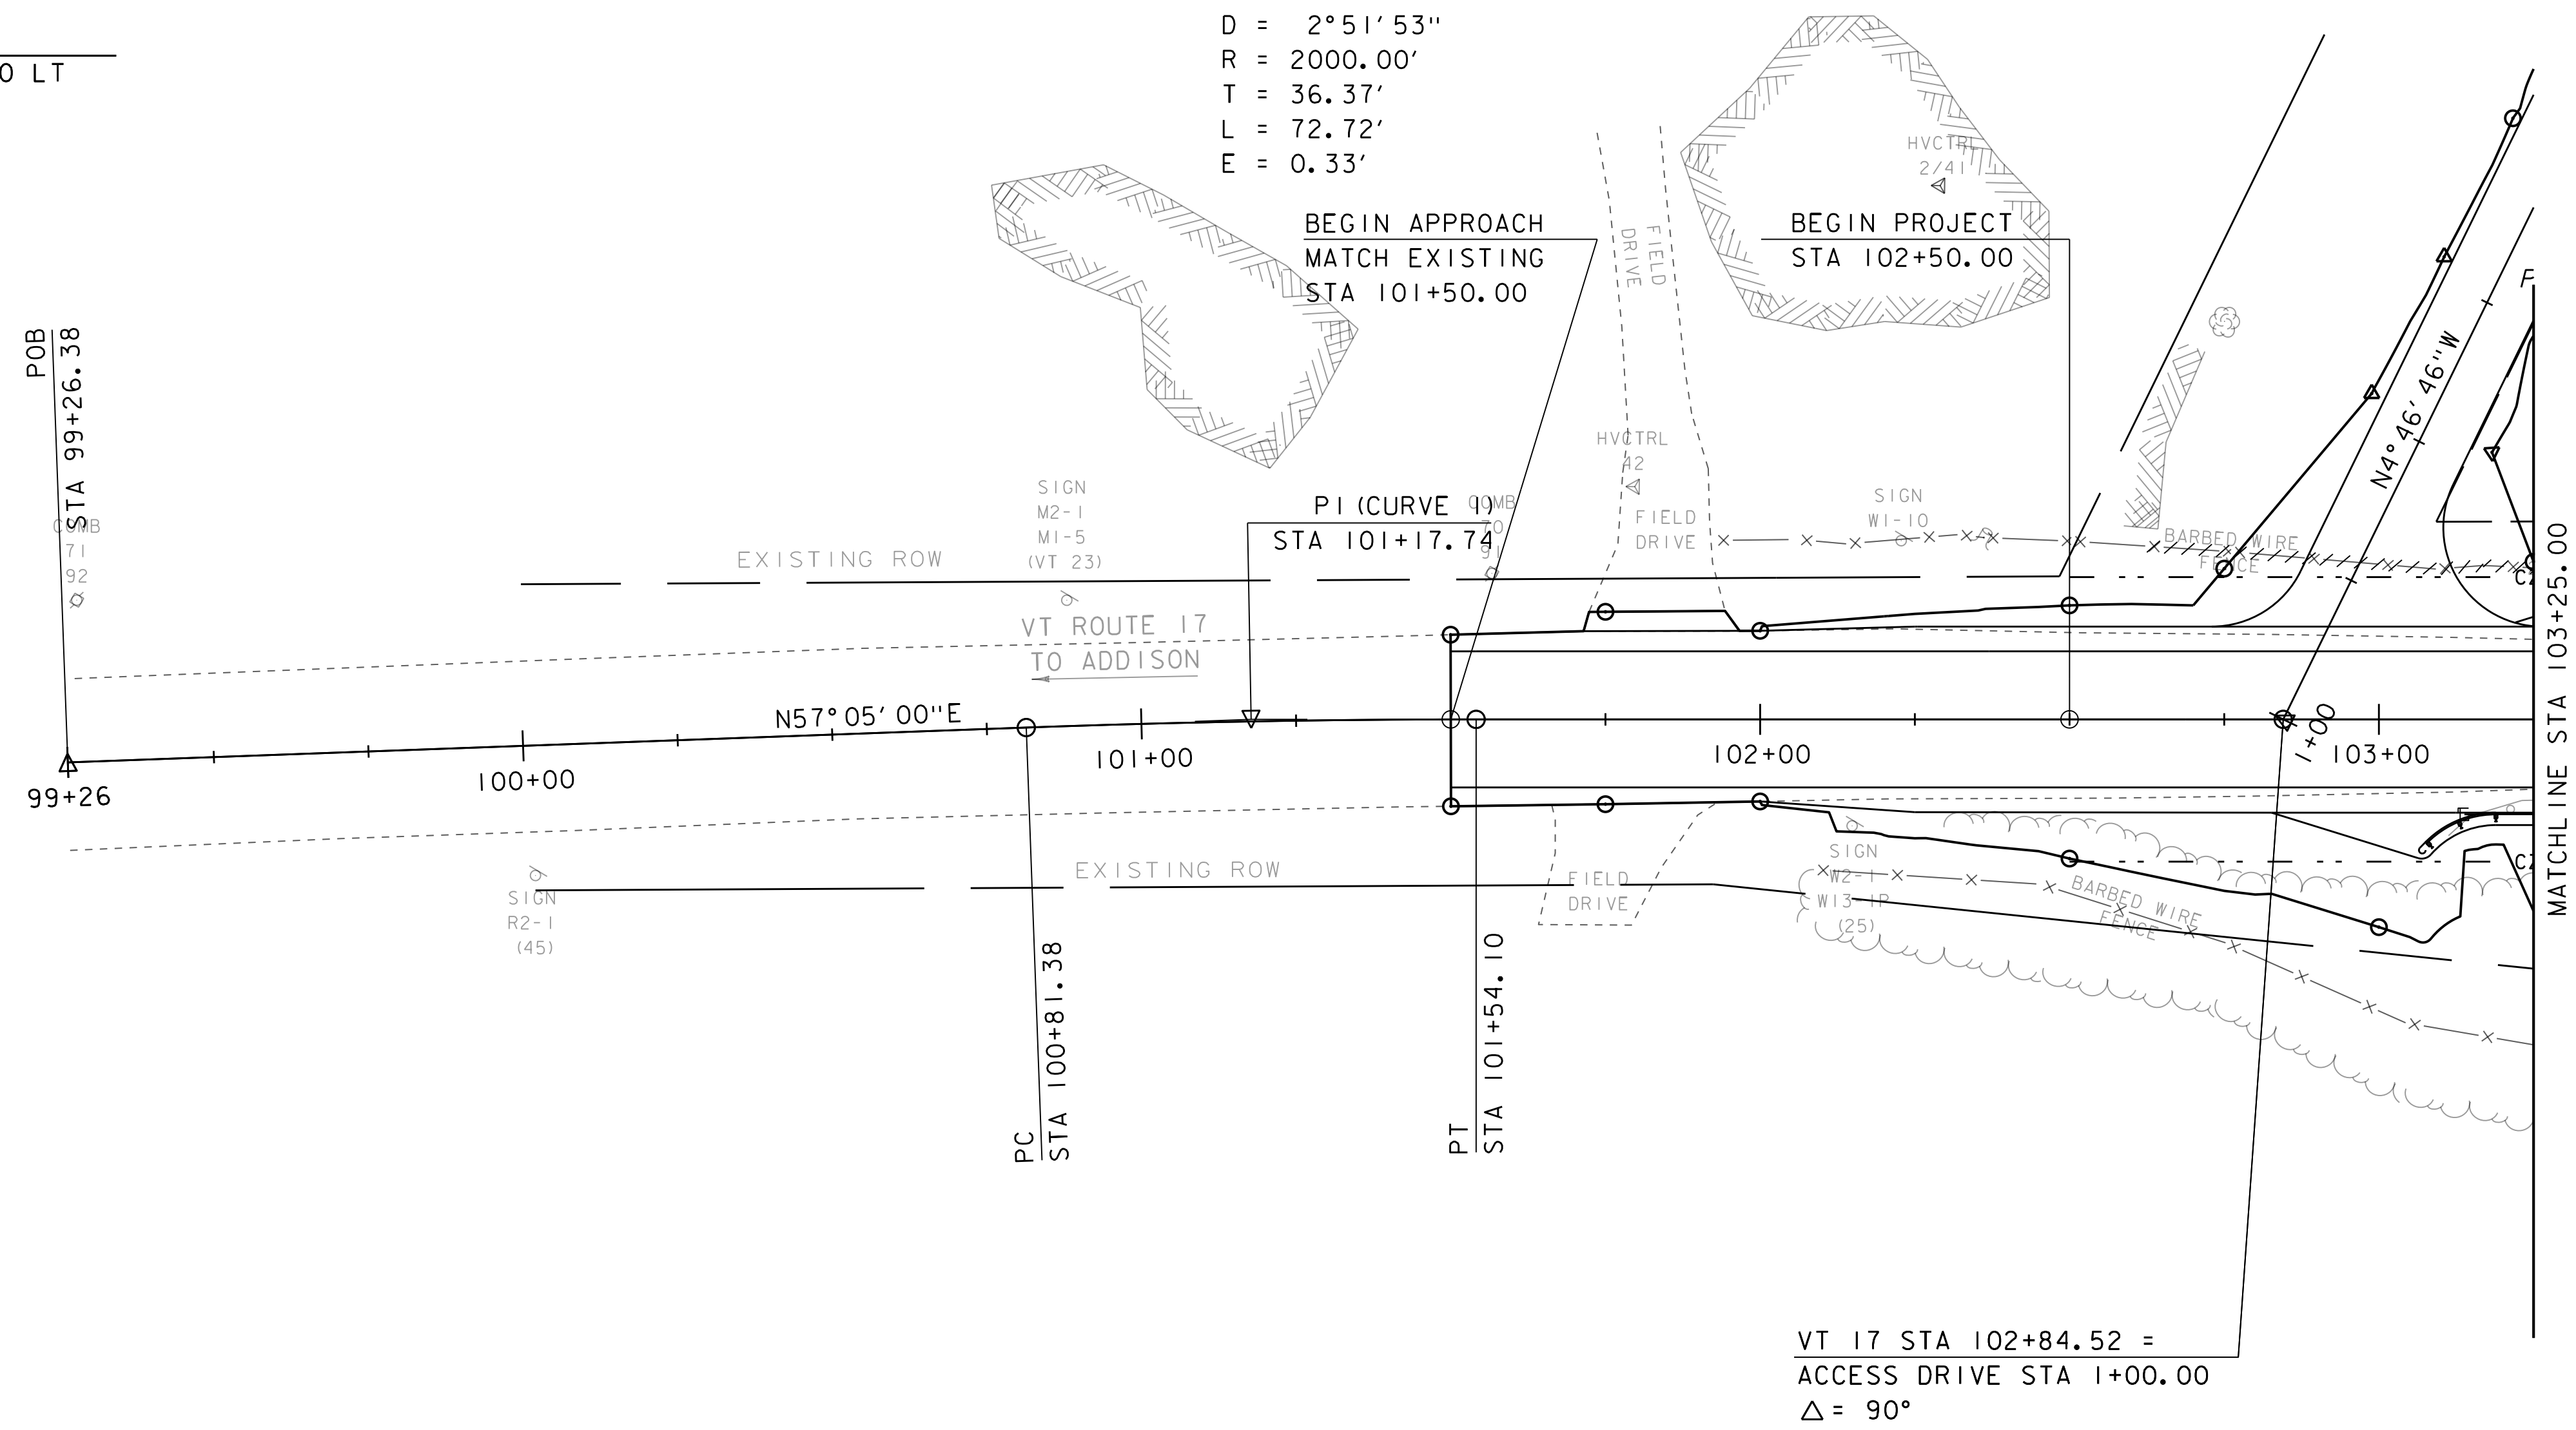 O LT
D = 2°51'53"
R = 2000.00'
T = 36.37'
L = 72.72'
E = 0.33'
HVCTRL
2/41
BEGIN APPROACH
MATCH EXISTING
STA 101+50.00
BEGIN PROJECT
STA 102+50.00
FIELD
DRIVE
POB
STA 99+26.38
COMB
71
92
SIGN
M2-1
M1-5
(VT 23)
HVCTRL
42
PI (CURVE 1)
STA 101+17.74
COMB
70
91
FIELD
DRIVE
SIGN
W1-10
BARBED WIRE
FENCE
N4°46'46"W
EXISTING ROW
VT ROUTE 17
TO ADDISON
N57°05'00"E
99+26
100+00
101+00
102+00
1+00
103+00
MATCHLINE STA 103+25.00
EXISTING ROW
SIGN
R2-1
(45)
FIELD
DRIVE
SIGN
W2-1
W13-1P
(25)
BARBED WIRE
FENCE
PC
STA 100+81.38
PT
STA 101+54.10
VT 17 STA 102+84.52 =
ACCESS DRIVE STA 1+00.00
△= 90°